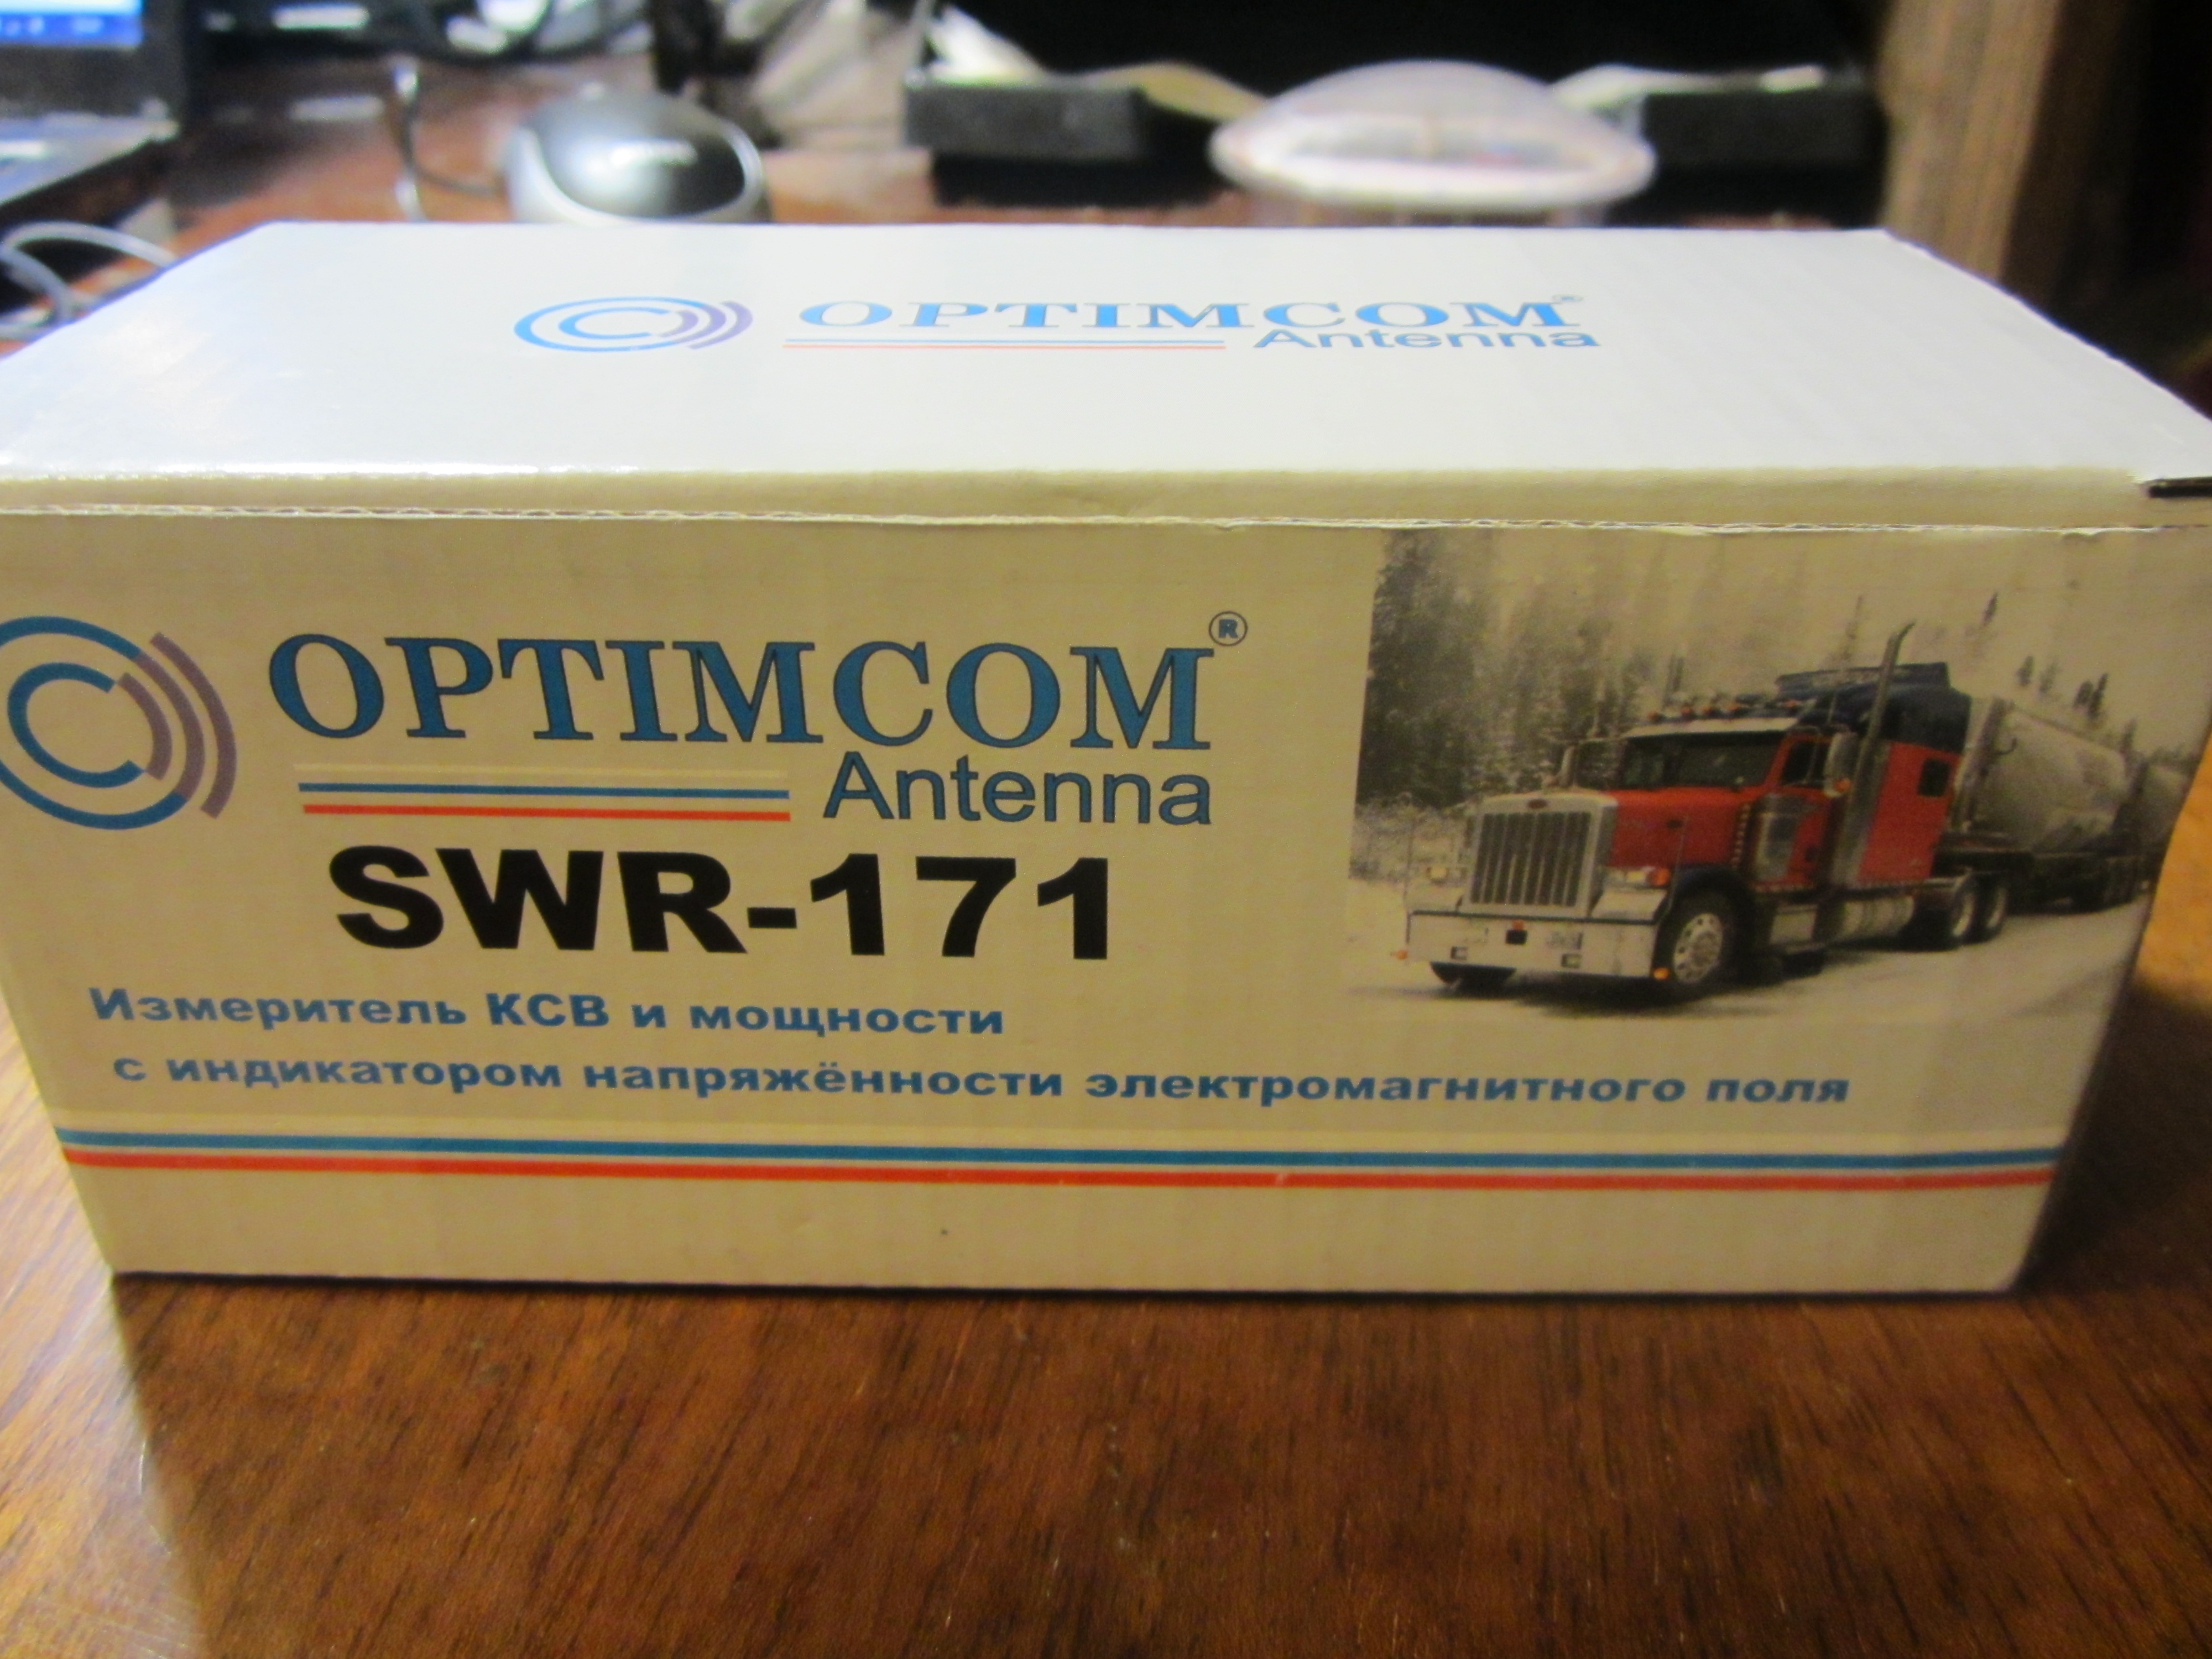 OPTIMCOM®
Antenna
OPTIMCOM®
Antenna
SWR-171
Измеритель КСВ и мощности
с индикатором напряжённости электромагнитного поля